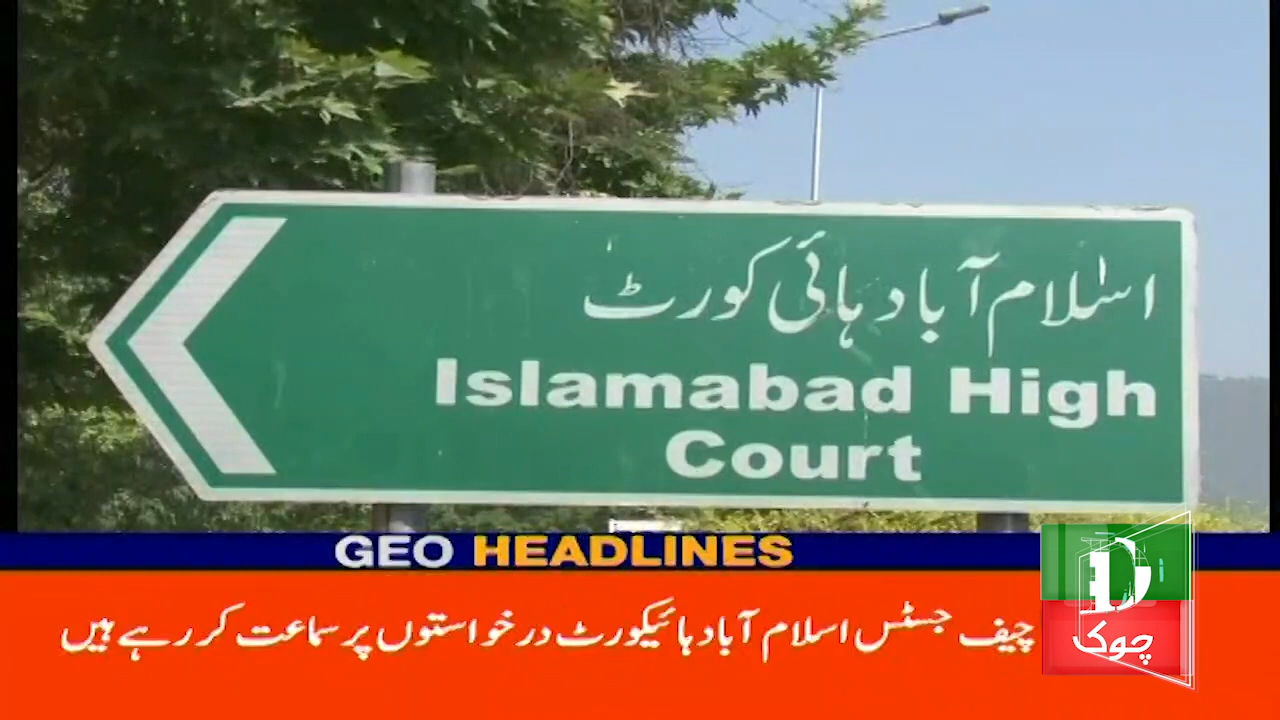 اسلام آباد ہائی کورٹ
Islamabad High
Court
GEO HEADLINES
چیف جسٹس اسلام آباد ہائیکورٹ درخواستوں پر سماعت کر رہے ہیں
D
چوک